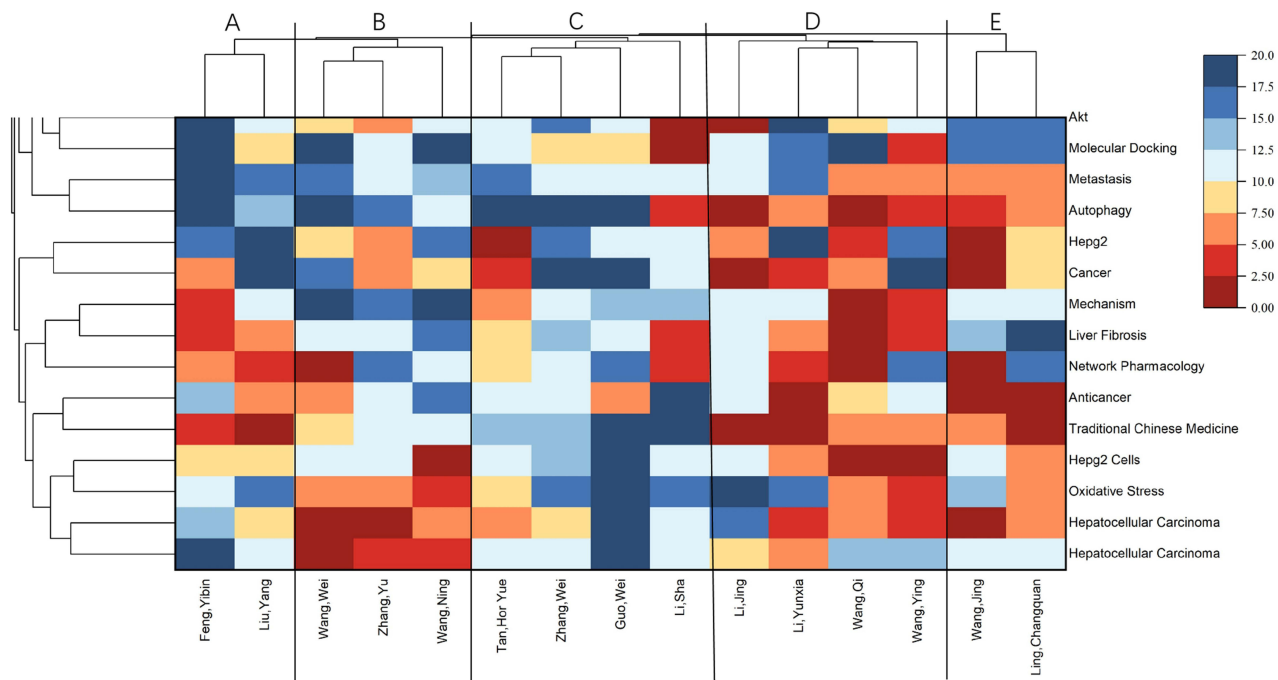 A B C D E
20.0
17.5
15.0
12.5
10.0
7.50
5.00
2.50
0.00
Akt
Molecular Docking
Metastasis
Autophagy
Hepg2
Cancer
Mechanism
Liver Fibrosis
Network Pharmacology
Anticancer
Traditional Chinese Medicine
Hepg2 Cells
Oxidative Stress
Hepatocellular Carcinoma
Hepatocellular Carcinoma
Feng,Yibin
Liu,Yang
Wang,Wei
Zhang,Yu
Wang,Ning
Tan,Hor Yue
Zhang,Wei
Guo,Wei
Li,Sha
Li,Jing
Li,Yunxia
Wang,Qi
Wang,Ying
Wang,Jing
Ling,Changquan